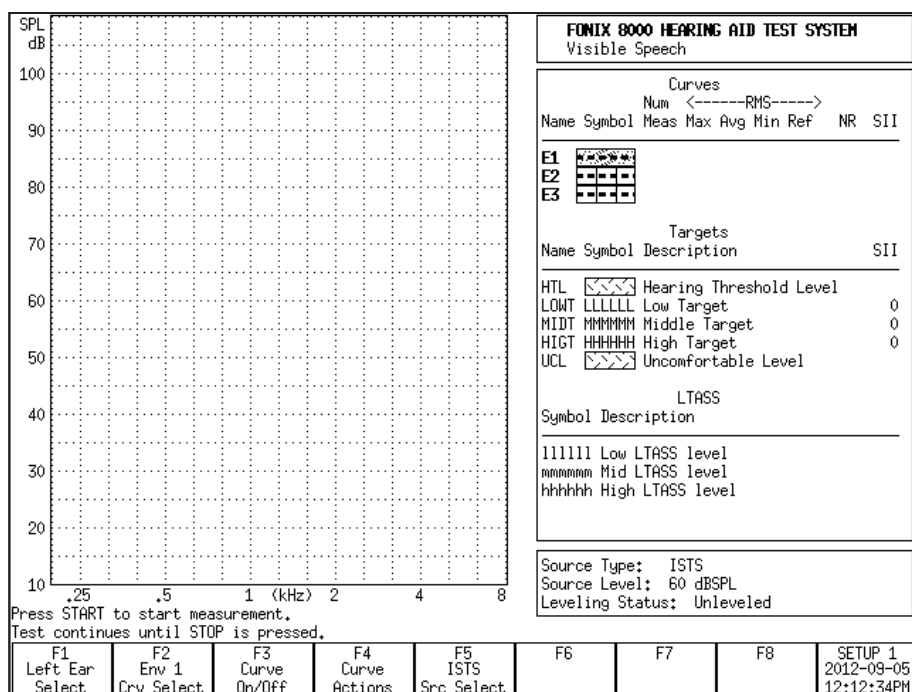 SPL
dB
100
90
80
70
60
50
40
30
20
10
.25 .5 1 (kHz) 2 4 8
Press START to start measurement.
Test continues until STOP is pressed.
FONIX 8000 HEARING AID TEST SYSTEM
Visible Speech
Curves
Num <------RMS----->
Name Symbol Meas Max Avg Min Ref NR SII
E1
E2
E3
Targets
Name Symbol Description SII
HTL Hearing Threshold Level
LOWT LLLLLL Low Target 0
MIDT MMMMMM Middle Target 0
HIGT HHHHHH High Target 0
UCL Uncomfortable Level
LTASS
Symbol Description
llllll Low LTASS level
mmmmmm Mid LTASS level
hhhhhh High LTASS level
Source Type: ISTS
Source Level: 60 dBSPL
Leveling Status: Unleveled
F1 F2 F3 F4 F5 F6 F7 F8 SETUP 1
Left Ear Env 1 Curve Curve ISTS 2012-09-05
Select Crv Select On/Off Actions Src Select 12:12:34PM